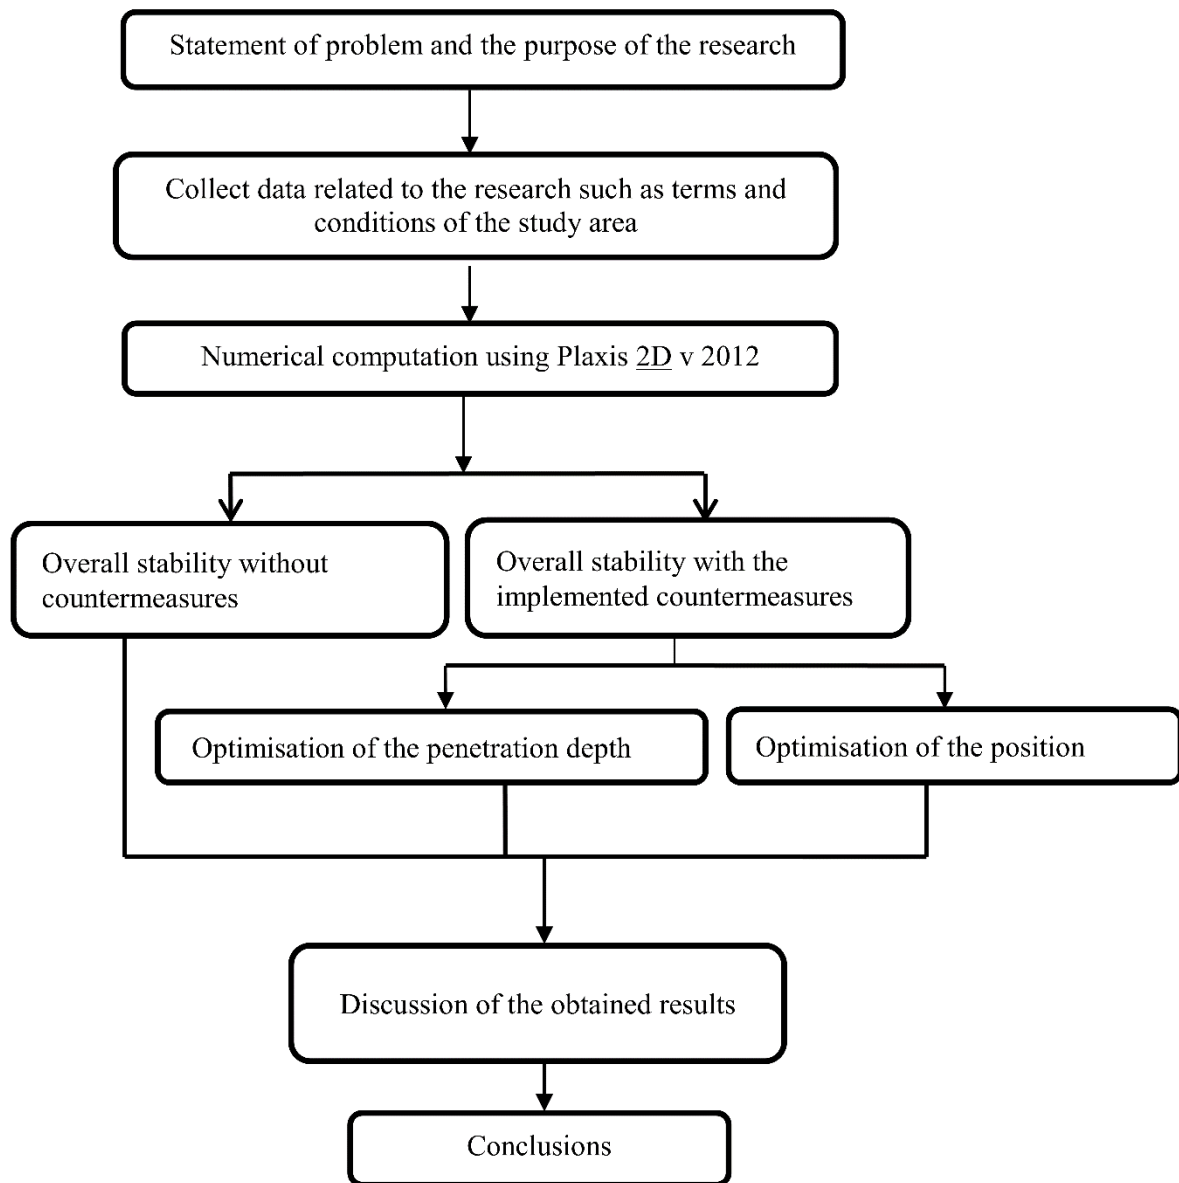 Statement of problem and the purpose of the research
Collect data related to the research such as terms and
conditions of the study area
Numerical computation using Plaxis 2D v 2012
Overall stability without
countermeasures
Overall stability with the
implemented countermeasures
Optimisation of the penetration depth
Optimisation of the position
Discussion of the obtained results
Conclusions